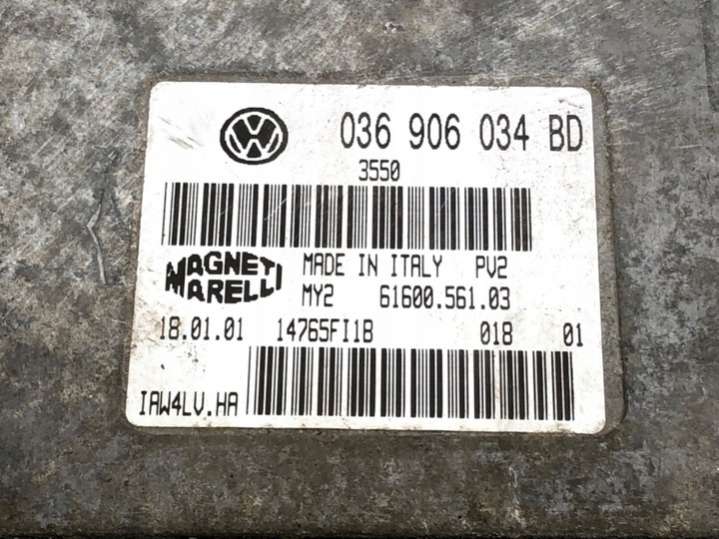 036 906 034 BD
3550
MAGNETI MARELLI
MADE IN ITALY PV2
MY2 61600.561.03
18.01.01 14765FI1B 018 01
IAW4LV.HA